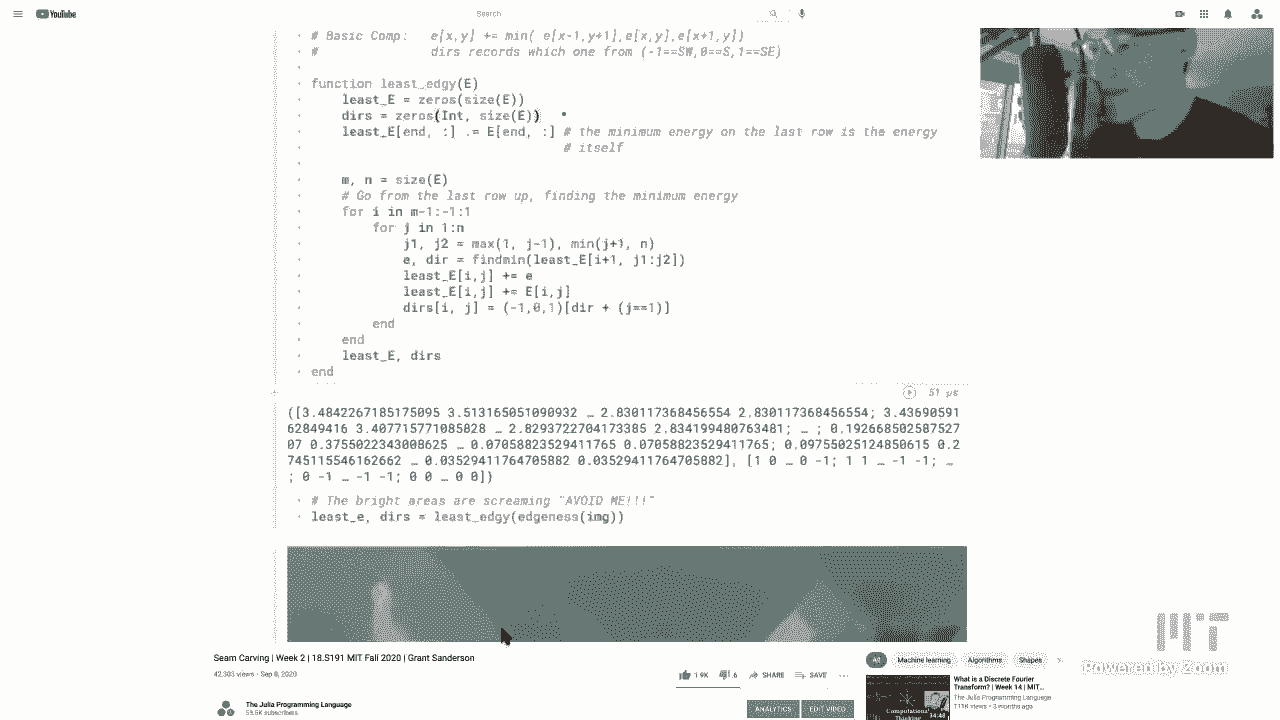 YouTube
Search
# Basic Comp:   e[x,y] += min( e[x-1,y+1],e[x,y],e[x+1,y])
#               dirs records which one from (-1==SW,0==S,1==SE)
function least_edgy(E)
least_E = zeros(size(E))
dirs = zeros(Int, size(E))
least_E[end, :] .= E[end, :] # the minimum energy on the last row is the energy
# itself
m, n = size(E)
# Go from the last row up, finding the minimum energy
for i in m-1:-1:1
for j in 1:n
j1, j2 = max(1, j-1), min(j+1, n)
e, dir = findmin(least_E[i+1, j1:j2])
least_E[i,j] += e
least_E[i,j] += E[i,j]
dirs[i, j] = (-1,0,1)[dir + (j==1)]
end
end
least_E, dirs
end
51 μs
([3.4842267185175095 3.513165051090932 … 2.830117368456554 2.830117368456554; 3.43690591
62849416 3.407715771085028 … 2.8293722704173385 2.834199480763481; … ; 0.192668502587527
07 0.3755022343008625 … 0.07058823529411765 0.07058823529411765; 0.09755025124850615 0.2
745115546162662 … 0.03529411764705882 0.03529411764705882], [1 0 … 0 -1; 1 1 … -1 -1; …
; 0 -1 … -1 -1; 0 0 … 0 0])
# The bright areas are screaming "AVOID ME!!!"
least_e, dirs = least_edgy(edgeness(img))
MIT
Powered by Zoom
Seam Carving | Week 2 | 18.S191 MIT Fall 2020 | Grant Sanderson
42,303 views · Sep 8, 2020
1.9K
6
SHARE
SAVE
The Julia Programming Language
ANALYTICS
EDIT VIDEO
All
Machine learning
Algorithms
Shapes
What is a Discrete Fourier
Transform? | Week 14 | MIT...
The Julia Programming Language
3 months ago
Computational
Thinking
34:48